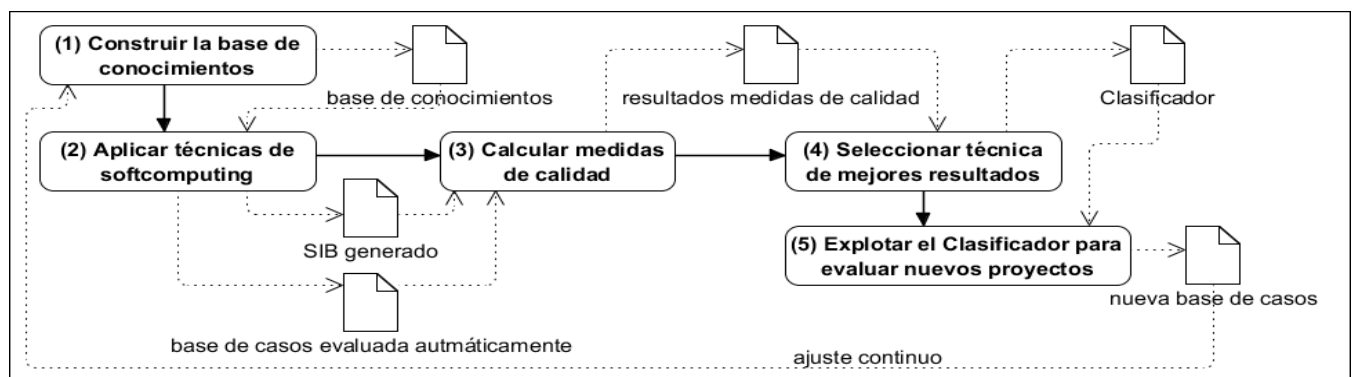 (1) Construir la base de
conocimientos
base de conocimientos
resultados medidas de calidad
Clasificador
(2) Aplicar técnicas de
softcomputing
(3) Calcular medidas
de calidad
(4) Seleccionar técnica
de mejores resultados
SIB generado
(5) Explotar el Clasificador para
evaluar nuevos proyectos
nueva base de casos
base de casos evaluada autmáticamente
ajuste continuo